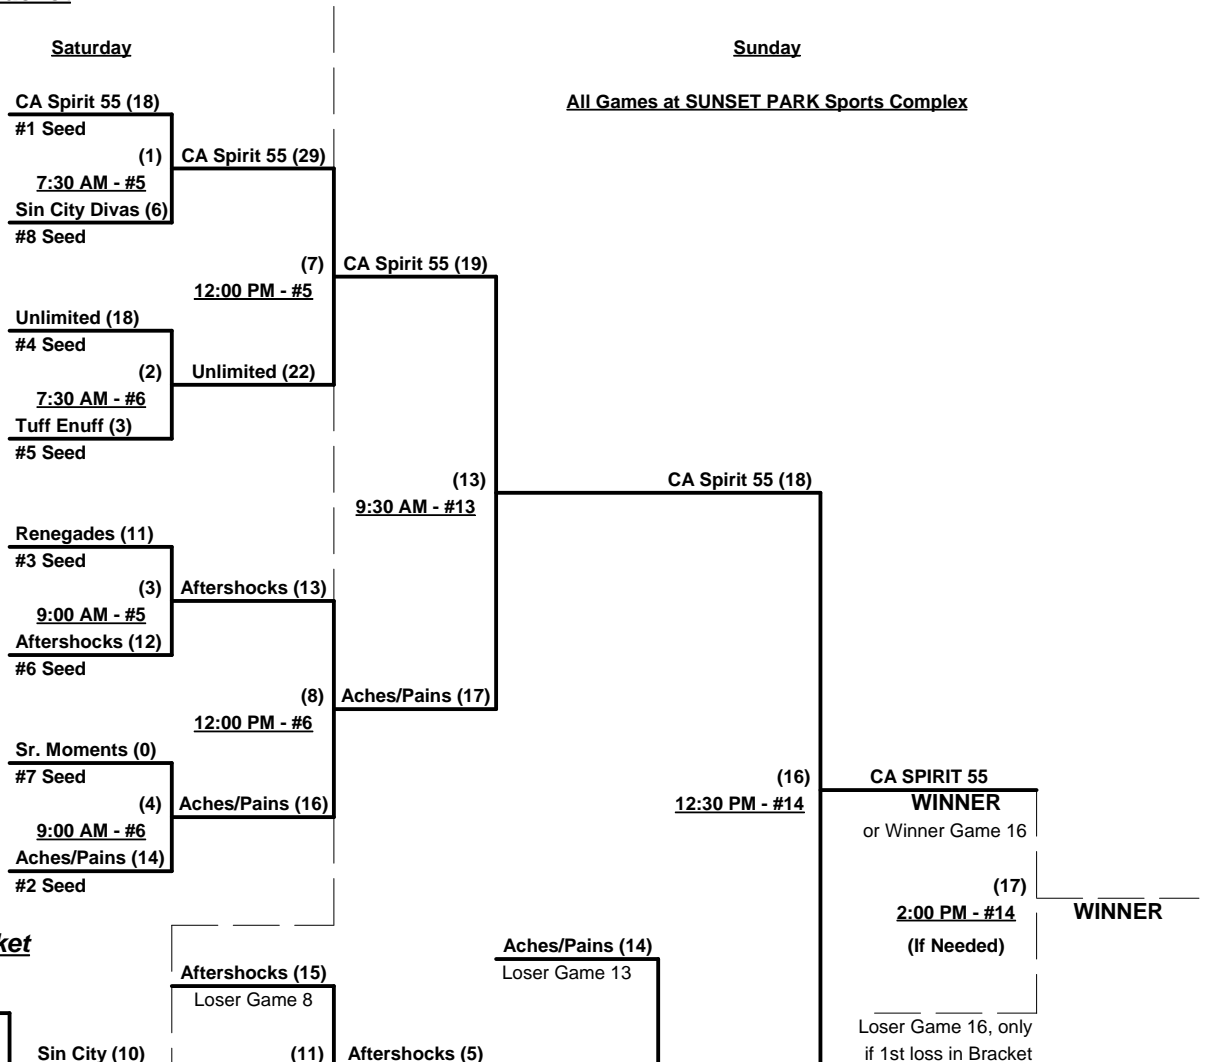 Saturday
Sunday
CA Spirit 55 (18)
All Games at SUNSET PARK Sports Complex
#1 Seed
(1)
CA Spirit 55 (29)
7:30 AM - #5
Sin City Divas (6)
#8 Seed
(7)
CA Spirit 55 (19)
12:00 PM - #5
Unlimited (18)
#4 Seed
(2)
Unlimited (22)
7:30 AM - #6
Tuff Enuff (3)
#5 Seed
(13)
CA Spirit 55 (18)
9:30 AM - #13
Renegades (11)
#3 Seed
(3)
Aftershocks (13)
9:00 AM - #5
Aftershocks (12)
#6 Seed
(8)
Aches/Pains (17)
12:00 PM - #6
Sr. Moments (0)
#7 Seed
(16)
CA SPIRIT 55
(4)
Aches/Pains (16)
12:30 PM - #14
WINNER
9:00 AM - #6
or Winner Game 16
Aches/Pains (14)
#2 Seed
(17)
2:00 PM - #14
WINNER
(If Needed)
ket
Aches/Pains (14)
Loser Game 13
Aftershocks (15)
Loser Game 8
Loser Game 16, only
Sin City (10)
(11)
Aftershocks (5)
if 1st loss in Bracket